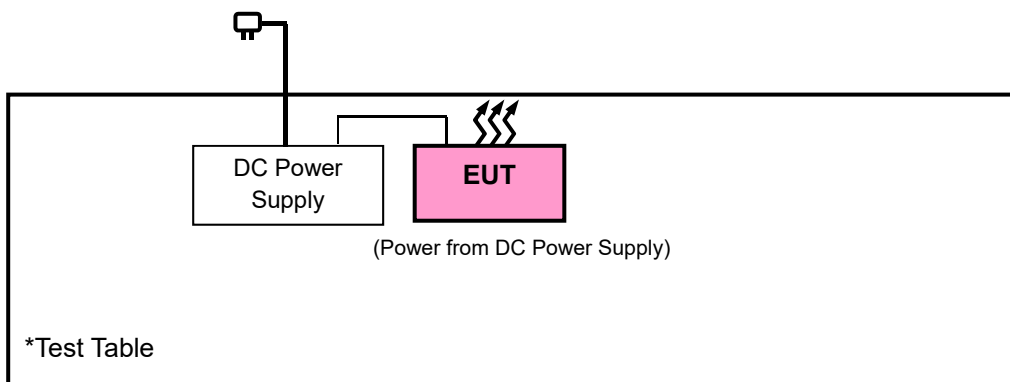 DC Power
Supply
EUT
(Power from DC Power Supply)
*Test Table